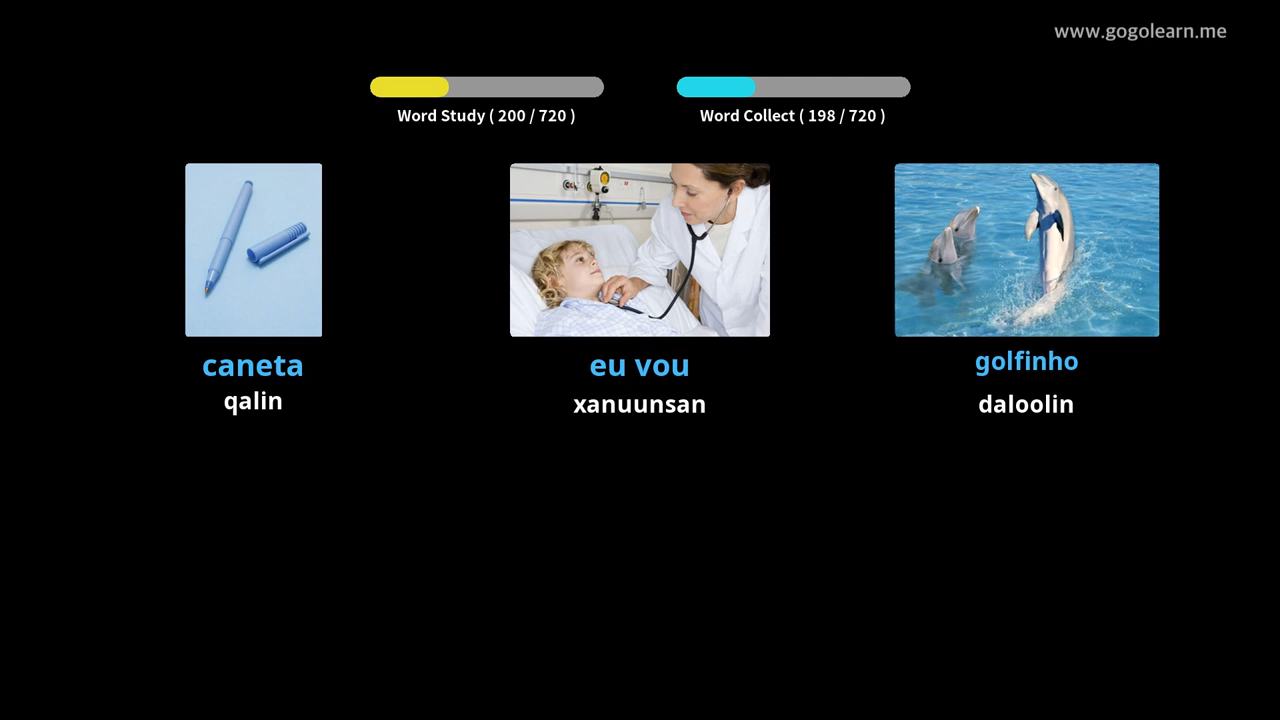 www.gogolearn.me
Word Study ( 200 / 720 )
Word Collect ( 198 / 720 )
caneta
qalin
eu vou
xanuunsan
golfinho
daloolin